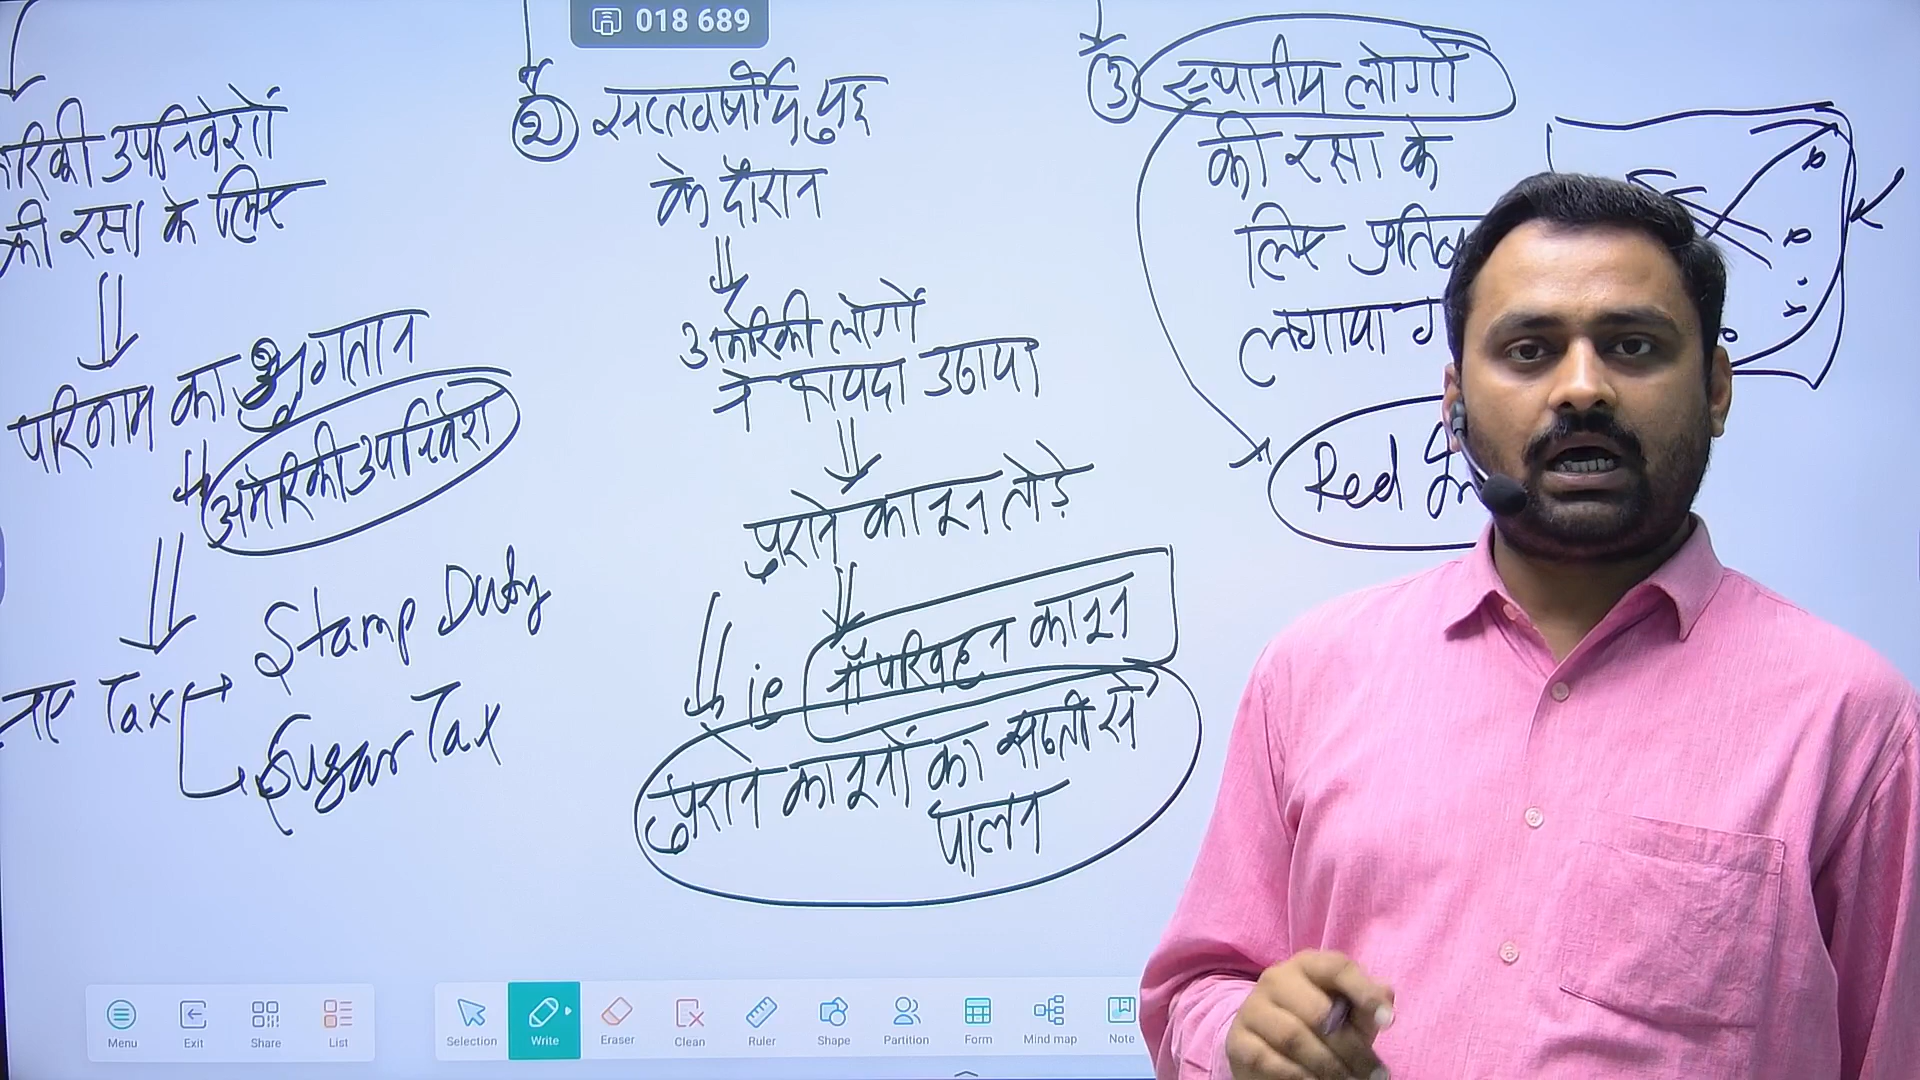 018 689
उपनिवेशों
की रक्षा के लिए
परिणाम का भुगतान
अमेरिकी उपनिवेश
नए Tax
Stamp Duty
Sugar Tax
② सप्तवर्षीय युद्ध
के दौरान
अमेरिकी लोगों
ने फायदा उठाया
पुराने कानून तोड़े
ie नौपरिवहन कानून
पुराने कानूनों का सख्ती से
पालन
③ स्थानीय लोगों
की रक्षा के
लिए
लगाया
Red
Menu
Exit
Share
List
Selection
Write
Eraser
Clean
Ruler
Shape
Partition
Form
Mind map
Note